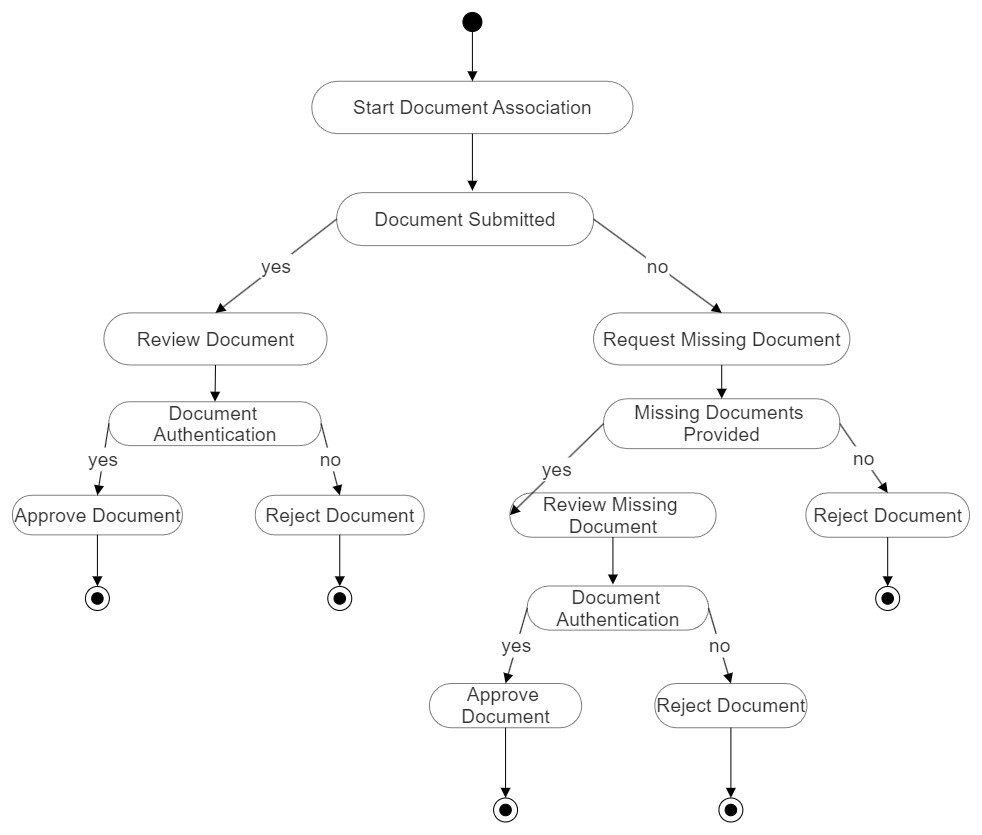 Start Document Association
Document Submitted
yes
no
Review Document
Request Missing Document
Document
Authentication
Missing Documents
Provided
yes
no
yes
no
Approve Document
Reject Document
Review Missing
Document
Reject Document
Document
Authentication
yes
no
Approve
Document
Reject Document